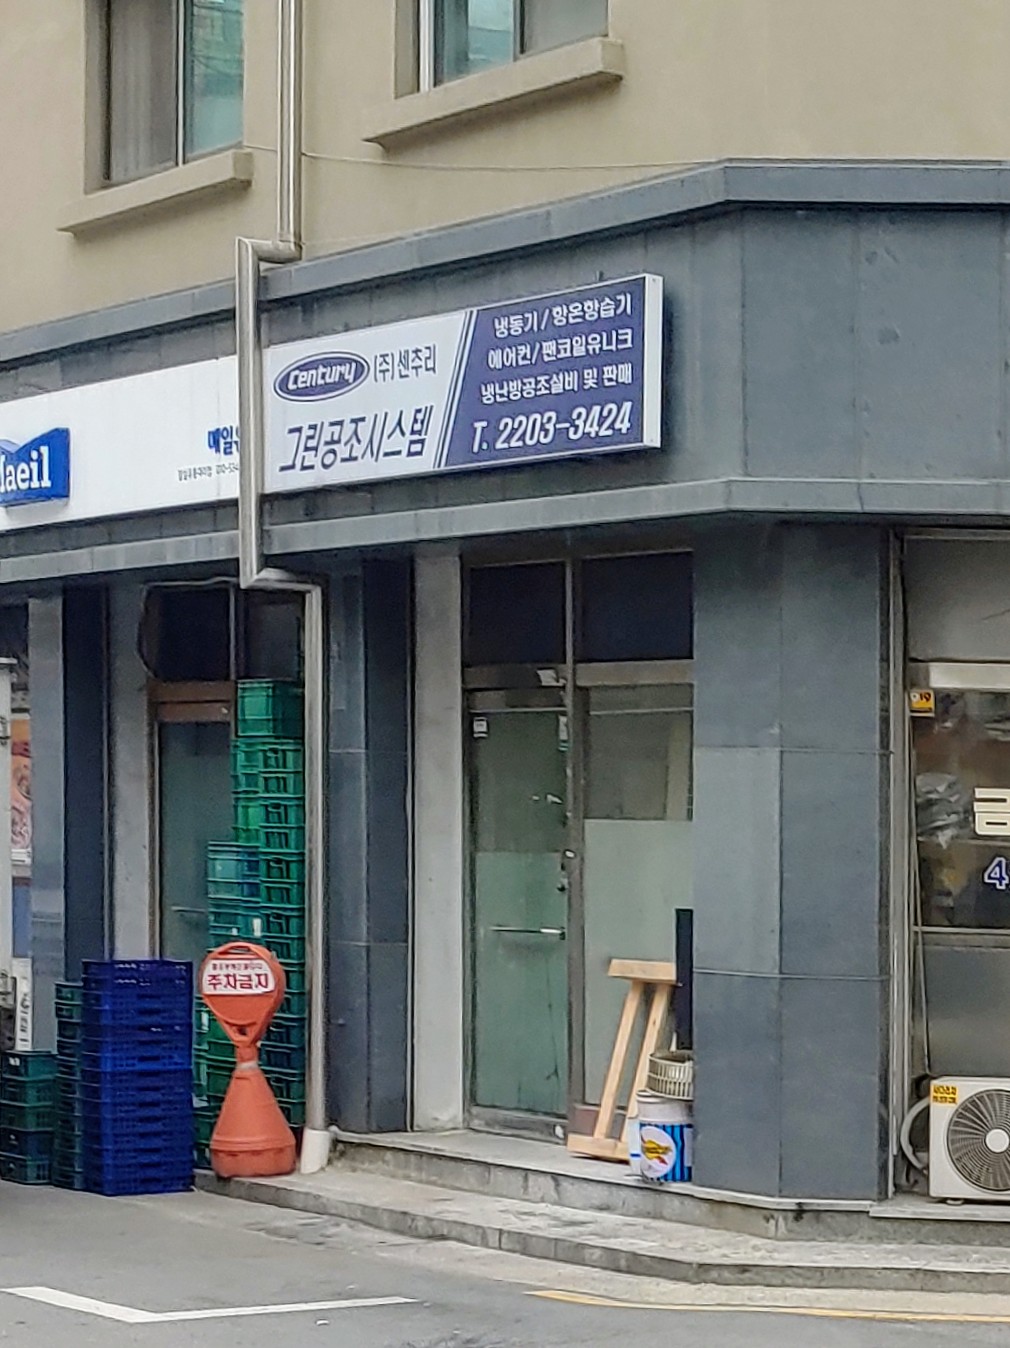 Maeil
매일
Century (주)센추리
그린공조시스템
냉동기/항온항습기
에어컨/팬코일유니크
냉난방공조설비 및 판매
T. 2203-3424
주차금지
4